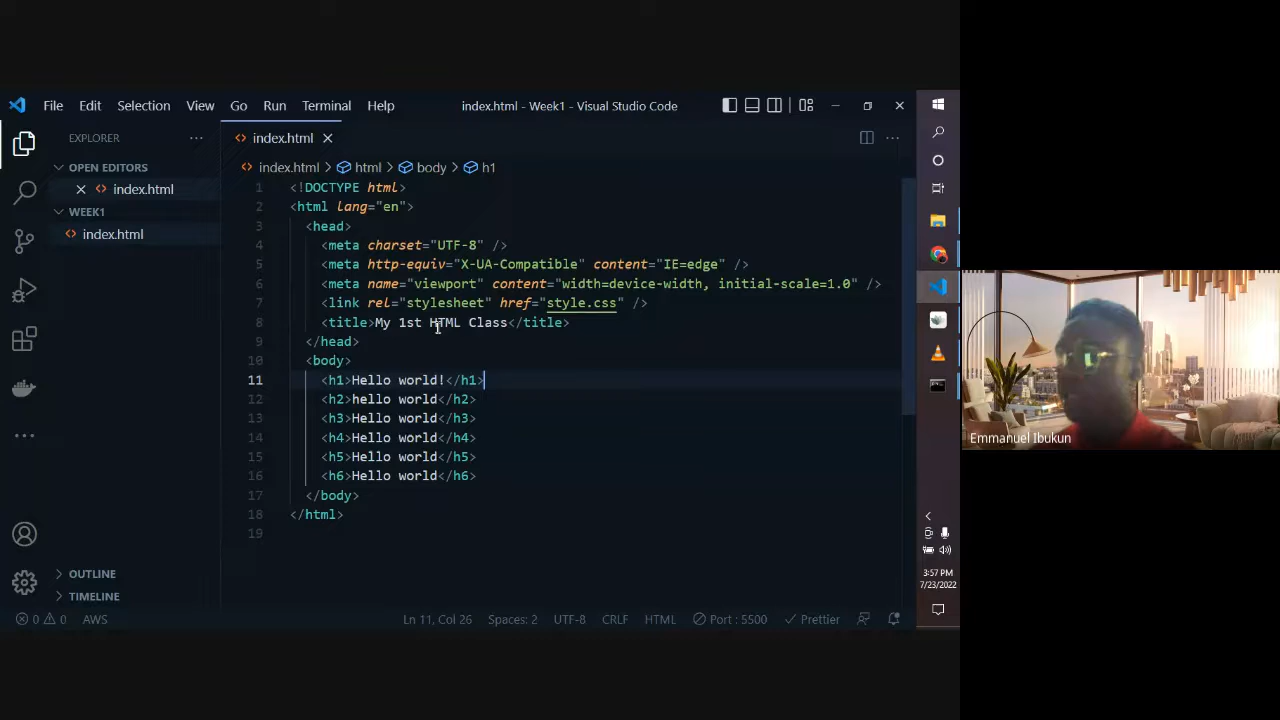 File Edit Selection View Go Run Terminal Help
index.html - Week1 - Visual Studio Code
EXPLORER
OPEN EDITORS
index.html
WEEK1
index.html
OUTLINE
TIMELINE
index.html
index.html > html > body > h1
1 <!DOCTYPE html>
2 <html lang="en">
3 <head>
4 <meta charset="UTF-8" />
5 <meta http-equiv="X-UA-Compatible" content="IE=edge" />
6 <meta name="viewport" content="width=device-width, initial-scale=1.0" />
7 <link rel="stylesheet" href="style.css" />
8 <title>My 1st HTML Class</title>
9 </head>
10 <body>
11 <h1>Hello world!</h1>
12 <h2>hello world</h2>
13 <h3>Hello world</h3>
14 <h4>Hello world</h4>
15 <h5>Hello world</h5>
16 <h6>Hello world</h6>
17 </body>
18 </html>
19
0 0 AWS
Ln 11, Col 26 Spaces: 2 UTF-8 CRLF HTML Port : 5500 Prettier
3:57 PM
7/23/2022
Emmanuel Ibukun